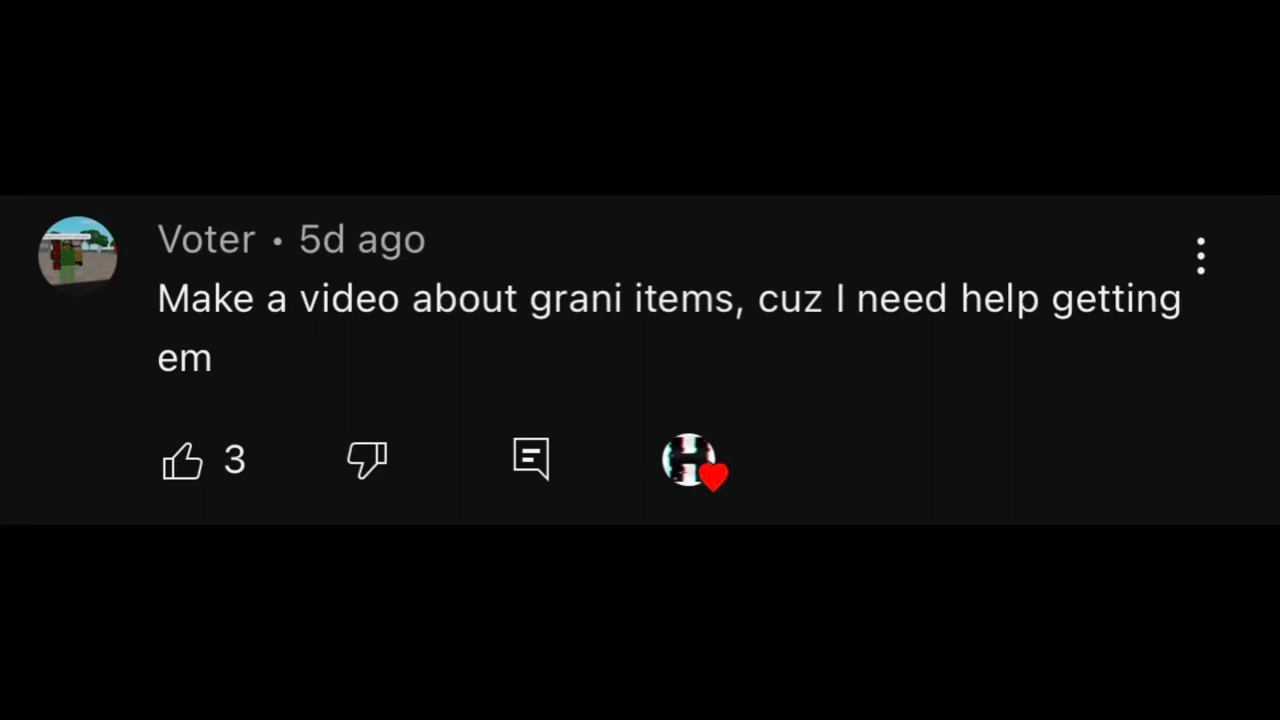 Voter • 5d ago
Make a video about grani items, cuz I need help getting
em
3